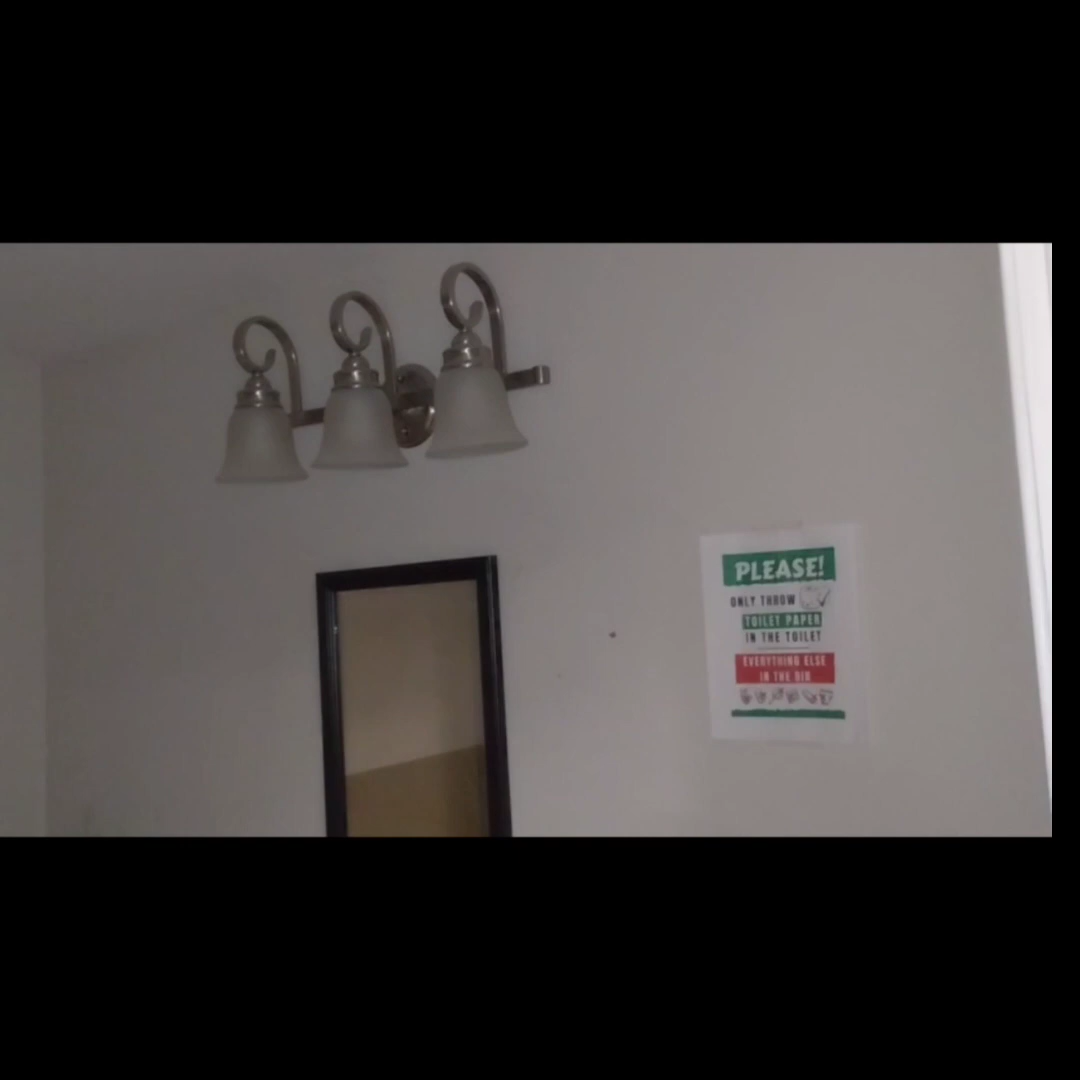 PLEASE!
ONLY THROW
TOILET PAPER
IN THE TOILET
EVERYTHING ELSE
IN THE BIN